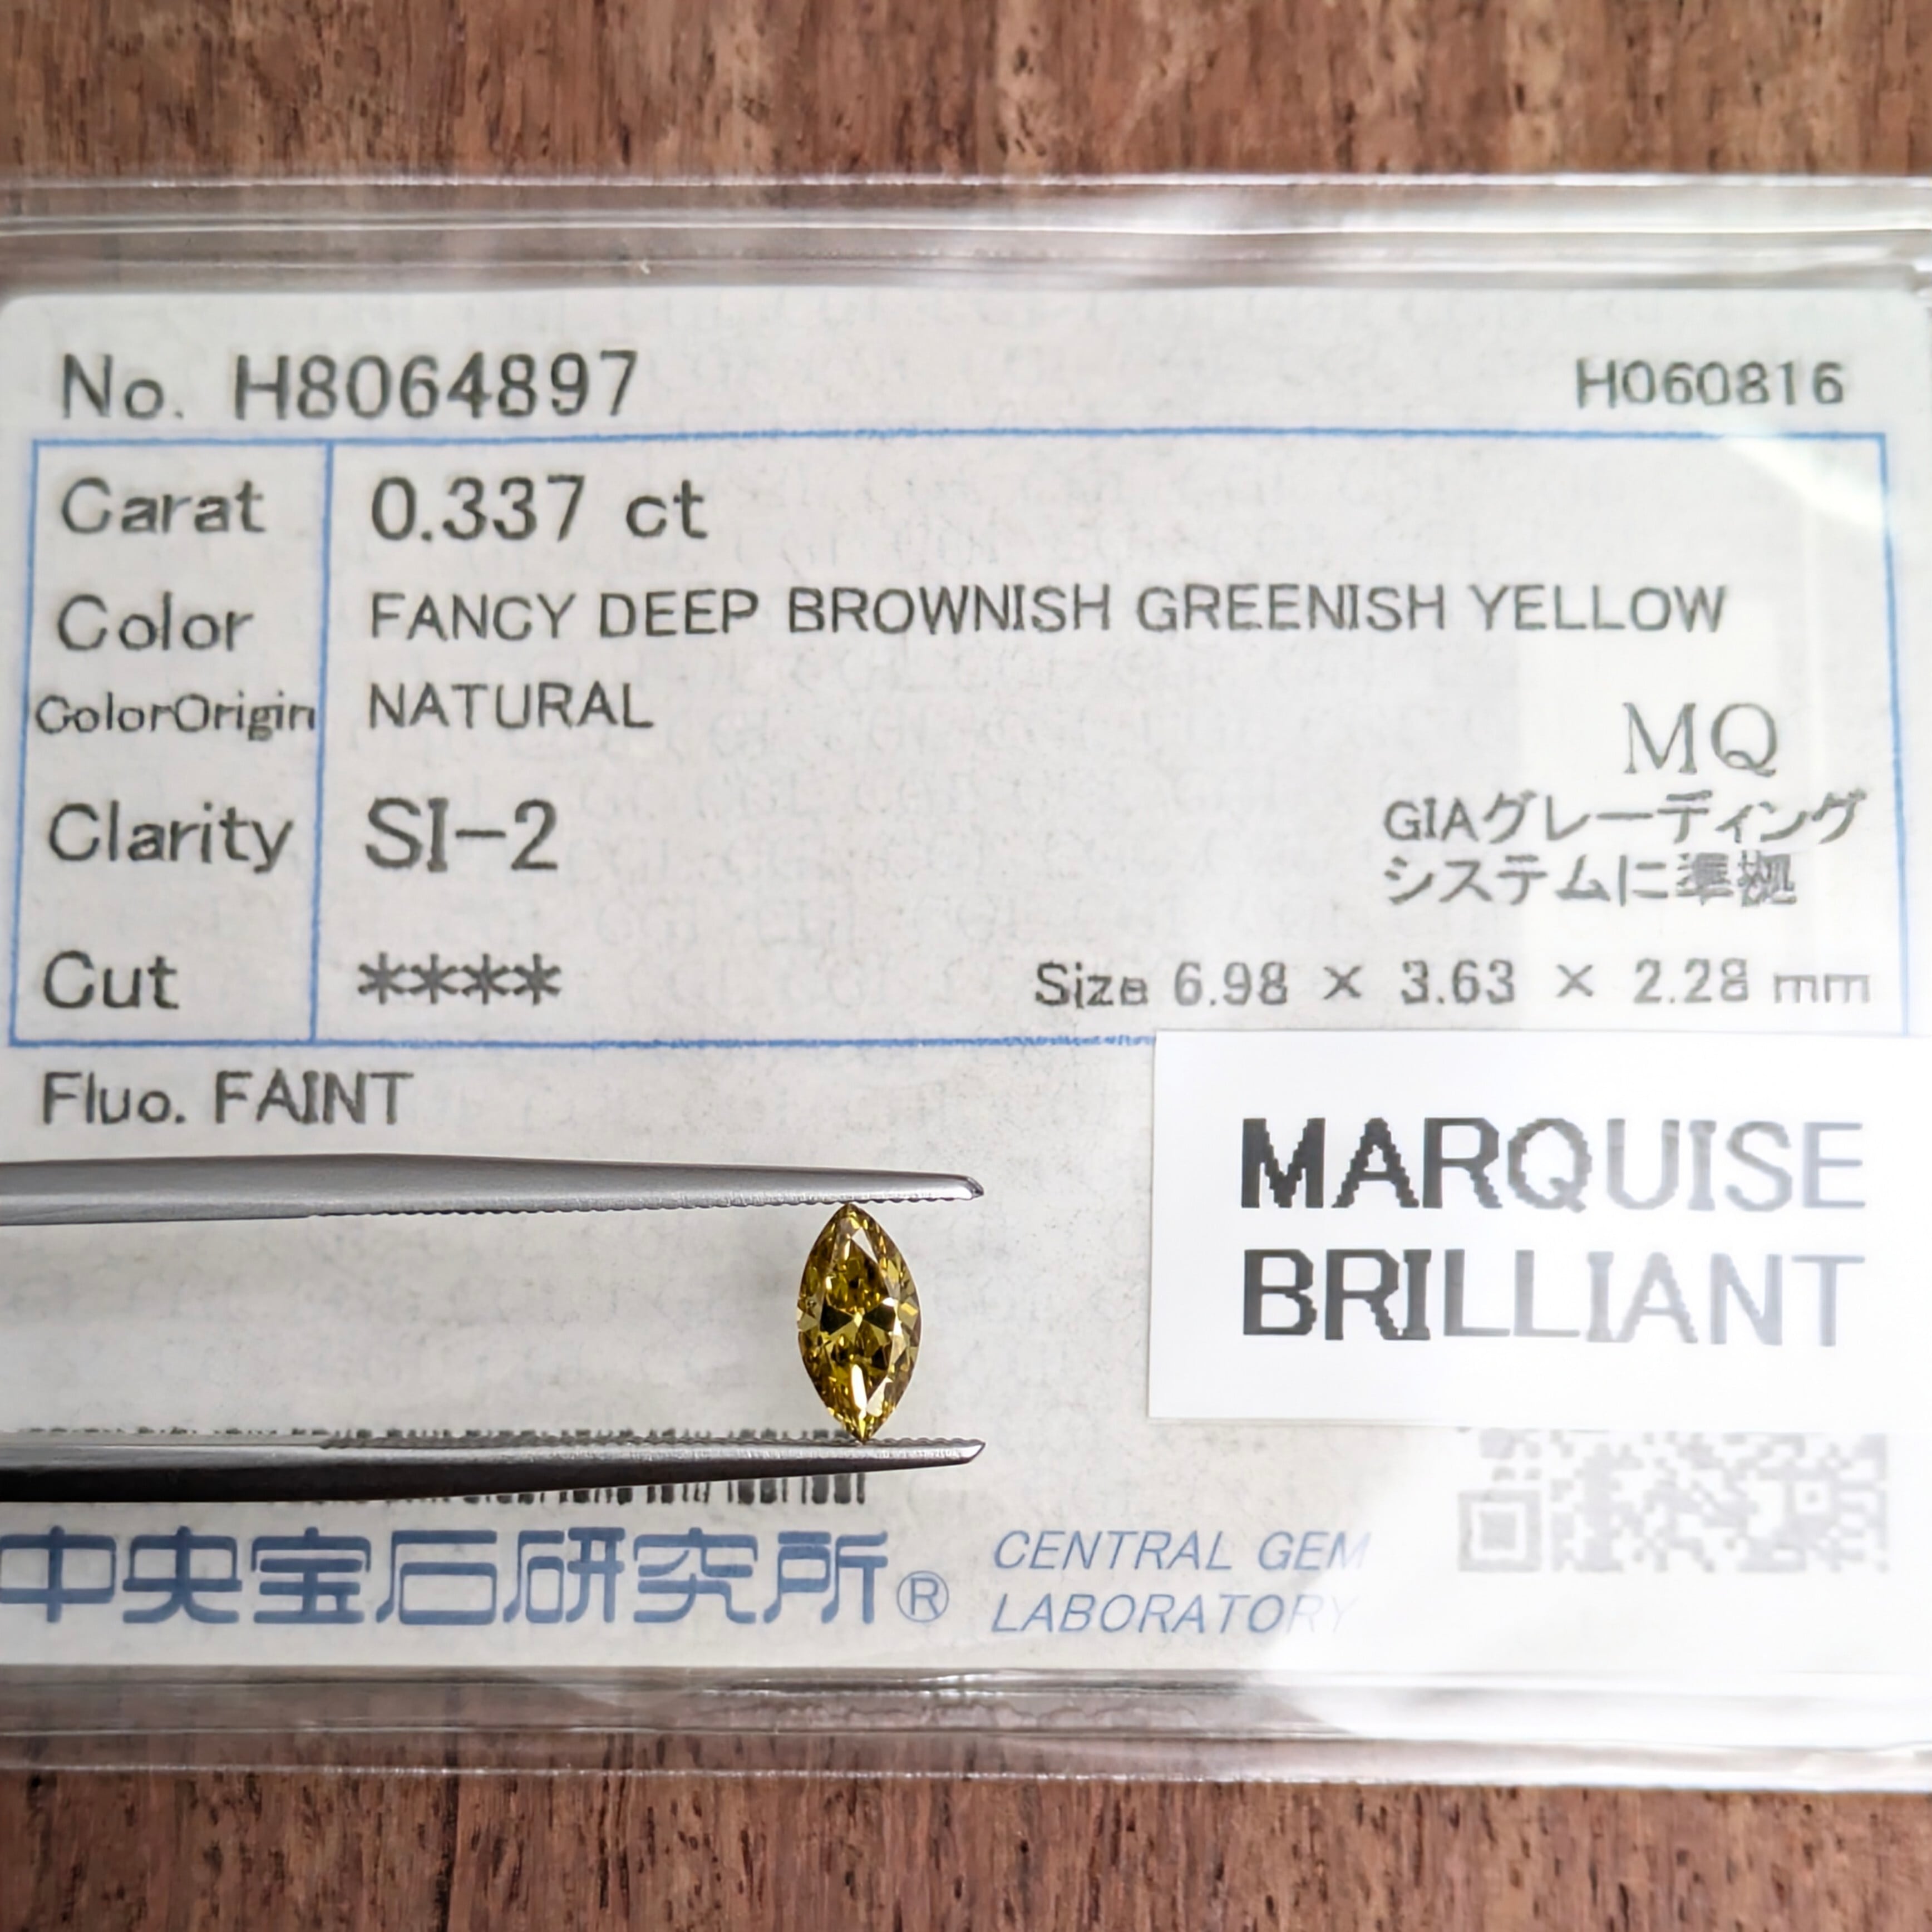 No. H8064897 H060816
Carat 0.337 ct
Color FANCY DEEP BROWNISH GREENISH YELLOW
ColorOrigin NATURAL
MQ
Clarity SI-2
GIAグレーディング
システムに準拠
Cut **** Size 6.98 × 3.63 × 2.28 mm
Fluo. FAINT
MARQUISE
BRILLIANT
中央宝石研究所®
CENTRAL GEM
LABORATORY